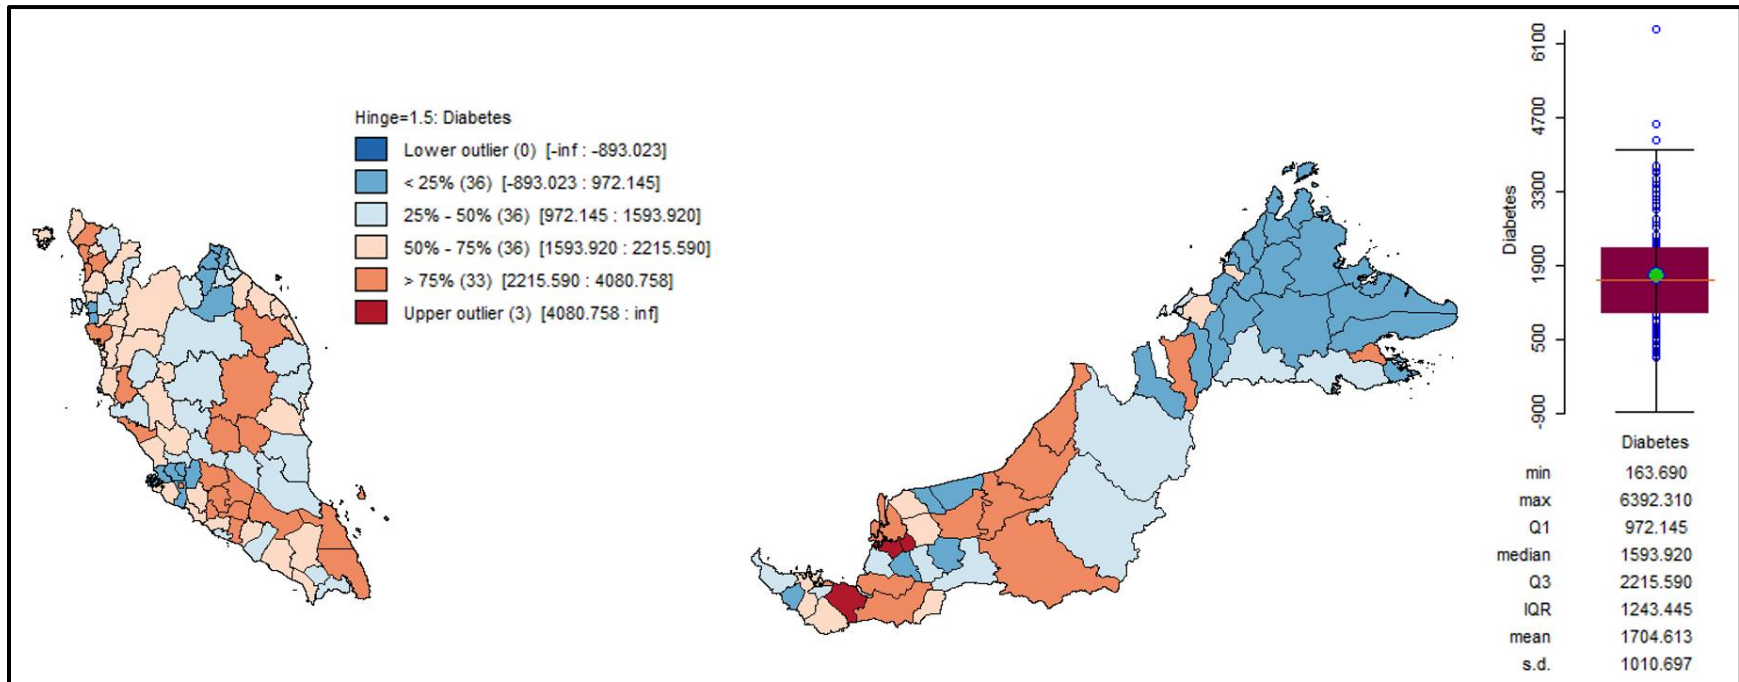 Hinge=1.5: Diabetes
Lower outlier (0) [-inf : -893.023]
< 25% (36) [-893.023 : 972.145]
25% - 50% (36) [972.145 : 1593.920]
50% - 75% (36) [1593.920 : 2215.590]
> 75% (33) [2215.590 : 4080.758]
Upper outlier (3) [4080.758 : inf]
Diabetes
6100
4700
3300
1900
500
-900
Diabetes
min 163.690
max 6392.310
Q1 972.145
median 1593.920
Q3 2215.590
IQR 1243.445
mean 1704.613
s.d. 1010.697